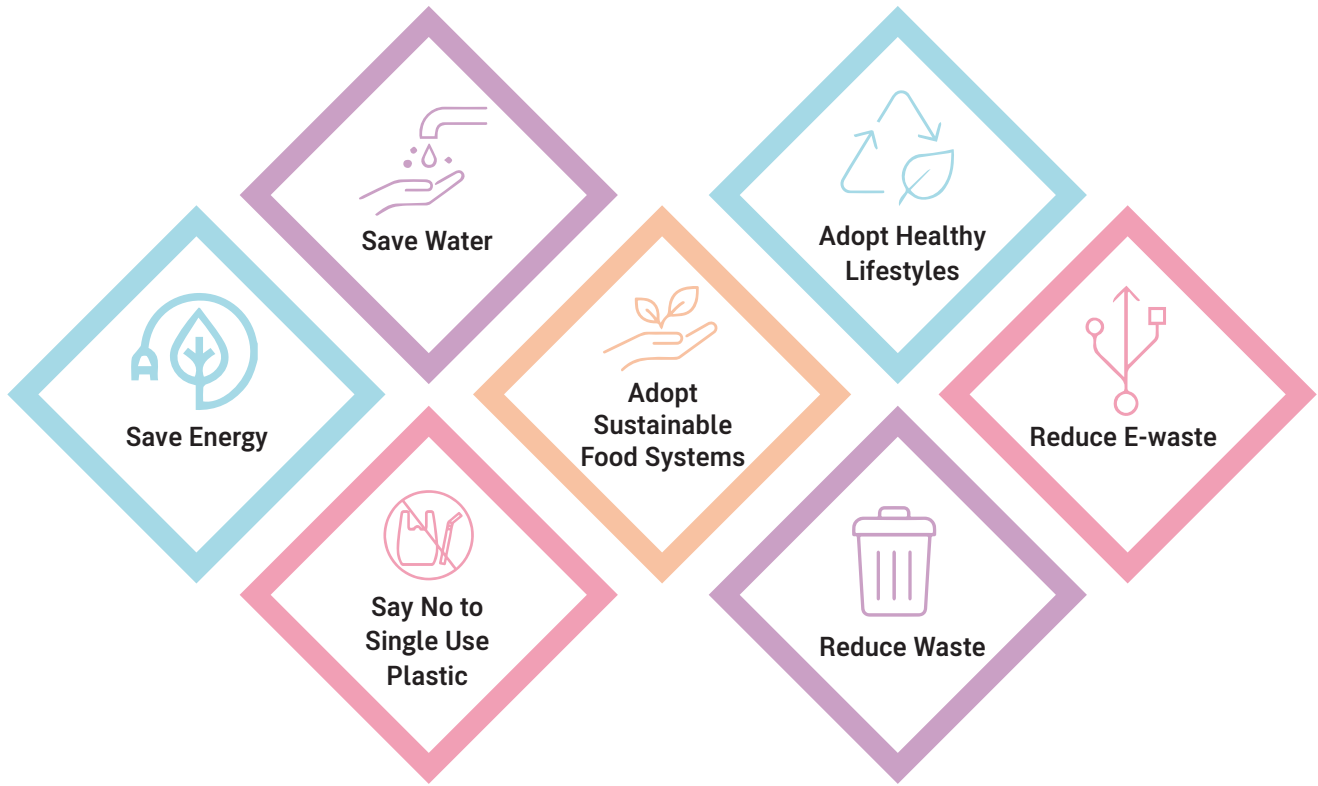 Save Water
Adopt Healthy
Lifestyles
Save Energy
Adopt
Sustainable
Food Systems
Reduce E-waste
Say No to
Single Use
Plastic
Reduce Waste